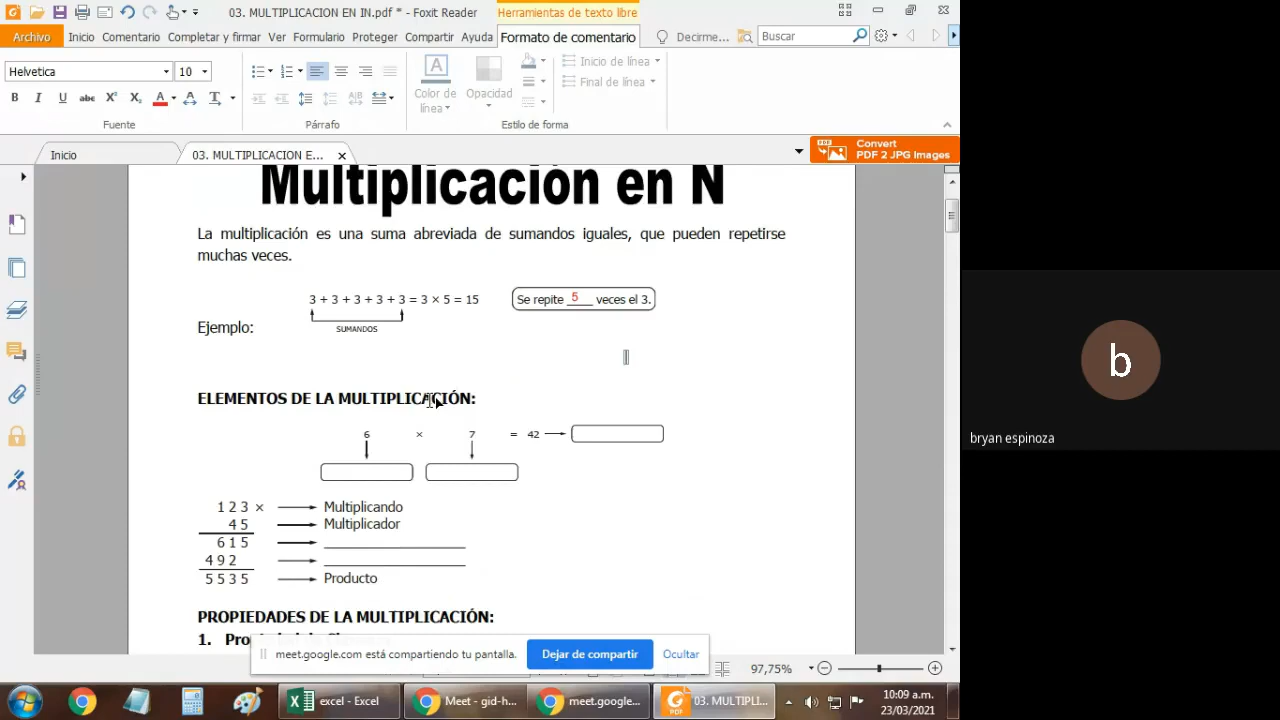 03. MULTIPLICACION EN IN.pdf * - Foxit Reader
Herramientas de texto libre
Archivo Inicio Comentario Completar y firmar Ver Formulario Proteger Compartir Ayuda Formato de comentario Decirme... Buscar
Helvetica 10
Color de línea
Opacidad
Inicio de línea
Final de línea
Fuente Párrafo Estilo de forma
Inicio 03. MULTIPLICACION E...
Convert
PDF 2 JPG Images
Multiplicación en N
La multiplicación es una suma abreviada de sumandos iguales, que pueden repetirse
muchas veces.
3 + 3 + 3 + 3 + 3 = 3 × 5 = 15 Se repite 5 veces el 3.
Ejemplo: SUMANDOS
ELEMENTOS DE LA MULTIPLICACIÓN:
6 × 7 = 42
1 2 3 × Multiplicando
4 5 Multiplicador
6 1 5
4 9 2
5 5 3 5 Producto
PROPIEDADES DE LA MULTIPLICACIÓN:
1.
meet.google.com está compartiendo tu pantalla. Dejar de compartir Ocultar
97,75%
excel - Excel Meet - gid-h... meet.google... 03. MULTIPLI...
10:09 a.m.
23/03/2021
b
bryan espinoza